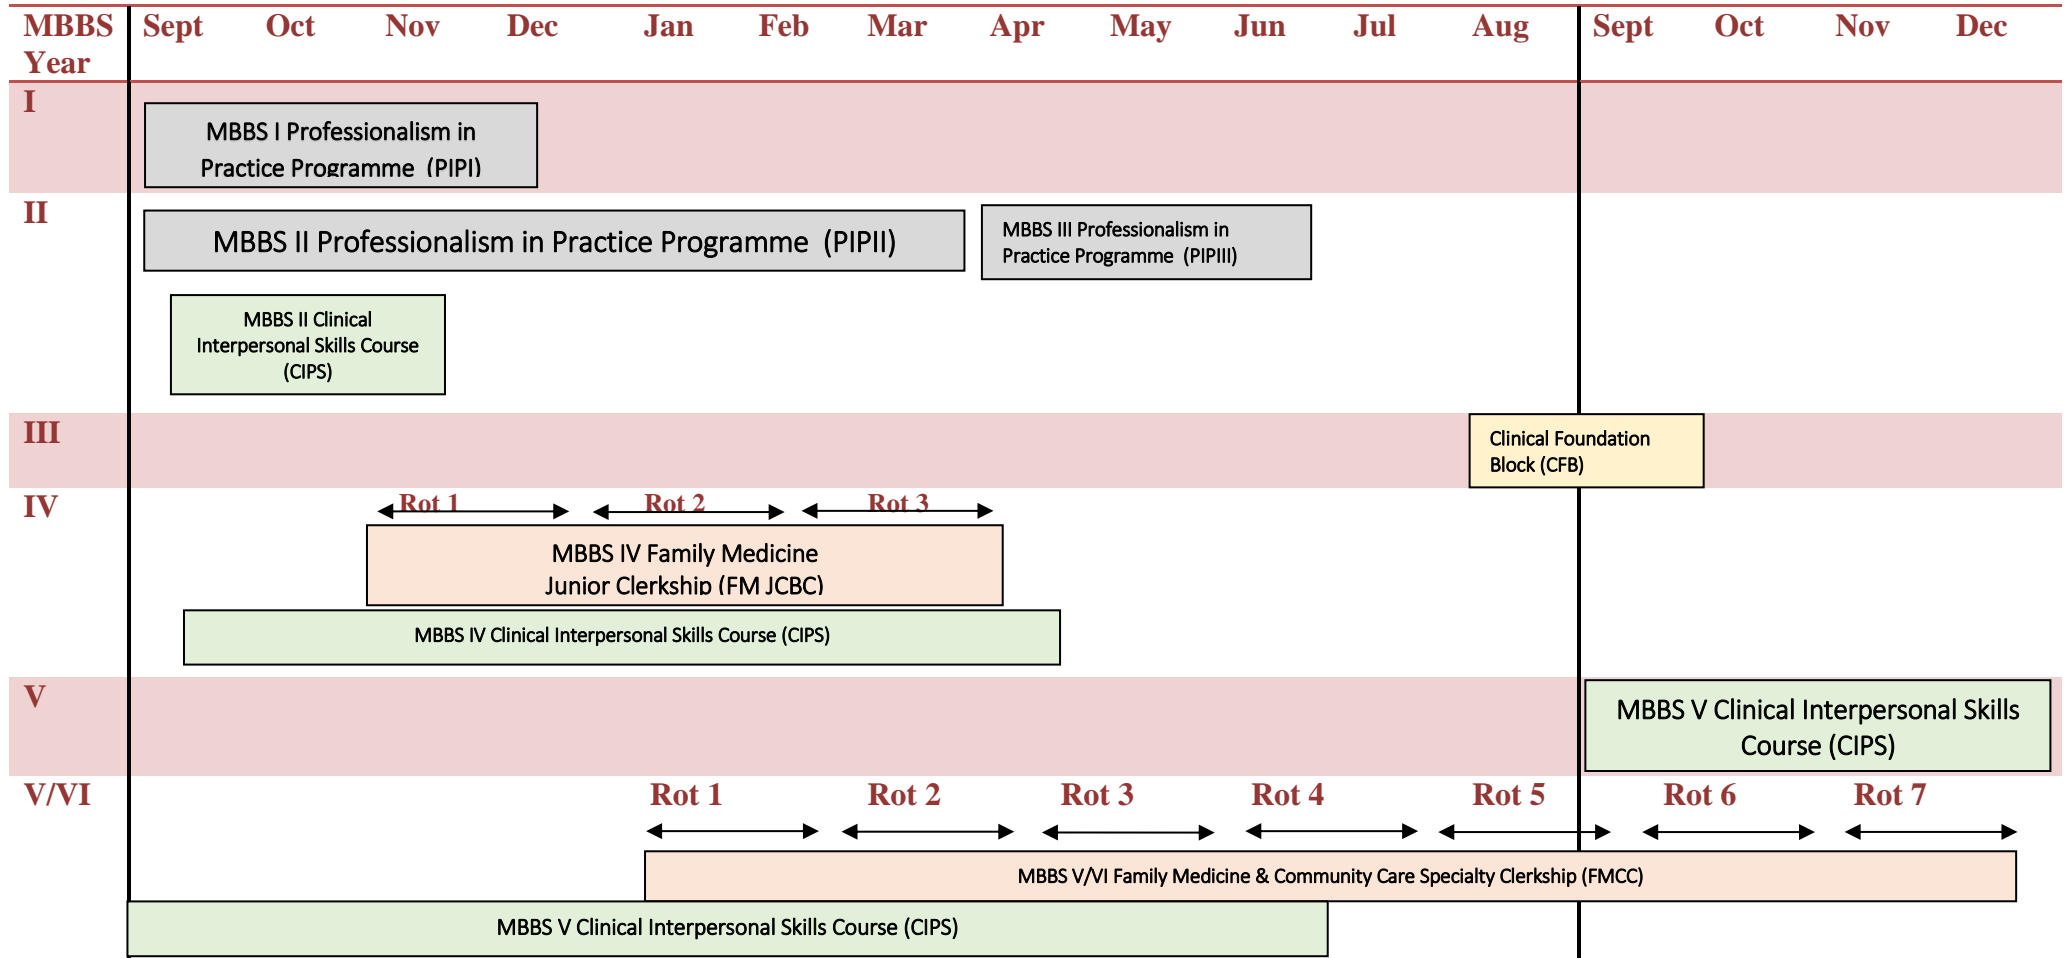 MBBS Sept Oct Nov Dec Jan Feb Mar Apr May Jun Jul Aug Sept Oct Nov Dec
Year
I
MBBS I Professionalism in
Practice Programme (PIPI)
II
MBBS II Professionalism in Practice Programme (PIPII)
MBBS III Professionalism in
Practice Programme (PIPIII)
MBBS II Clinical
Interpersonal Skills Course
(CIPS)
III
Clinical Foundation
Block (CFB)
IV
Rot 1 Rot 2 Rot 3
MBBS IV Family Medicine
Junior Clerkship (FM JCBC)
MBBS IV Clinical Interpersonal Skills Course (CIPS)
V
MBBS V Clinical Interpersonal Skills
Course (CIPS)
V/VI
Rot 1 Rot 2 Rot 3 Rot 4 Rot 5 Rot 6 Rot 7
MBBS V/VI Family Medicine & Community Care Specialty Clerkship (FMCC)
MBBS V Clinical Interpersonal Skills Course (CIPS)